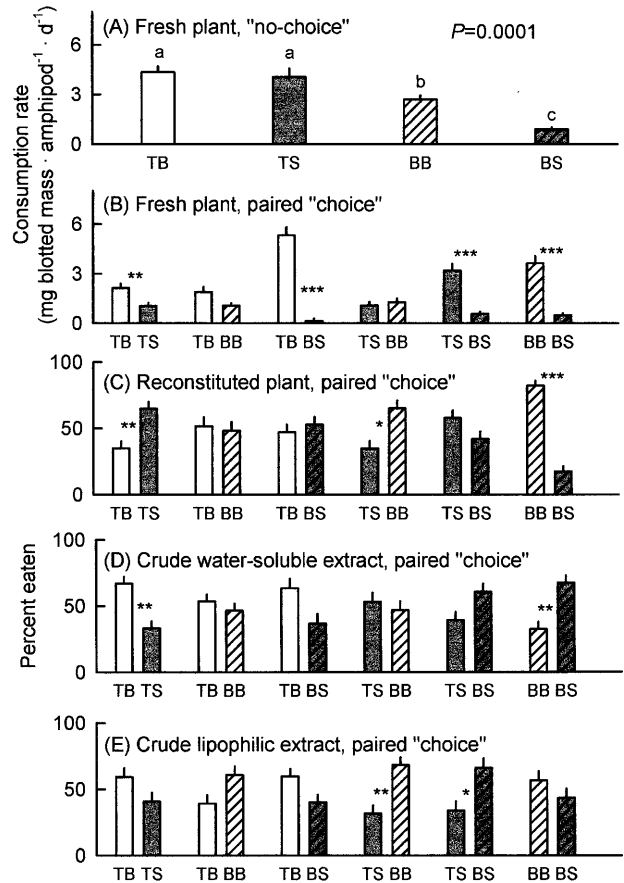 Consumption rate
(mg blotted mass · amphipod⁻¹ · d⁻¹)
(A) Fresh plant, "no-choice"
P=0.0001
6
3
0
a
a
b
c
TB TS BB BS
(B) Fresh plant, paired "choice"
6
3
0
**
***
***
***
TB TS TB BB TB BS TS BB TS BS BB BS
Percent eaten
(C) Reconstituted plant, paired "choice"
100
50
0
**
*
***
TB TS TB BB TB BS TS BB TS BS BB BS
(D) Crude water-soluble extract, paired "choice"
100
50
0
**
**
TB TS TB BB TB BS TS BB TS BS BB BS
(E) Crude lipophilic extract, paired "choice"
100
50
0
**
*
TB TS TB BB TB BS TS BB TS BS BB BS